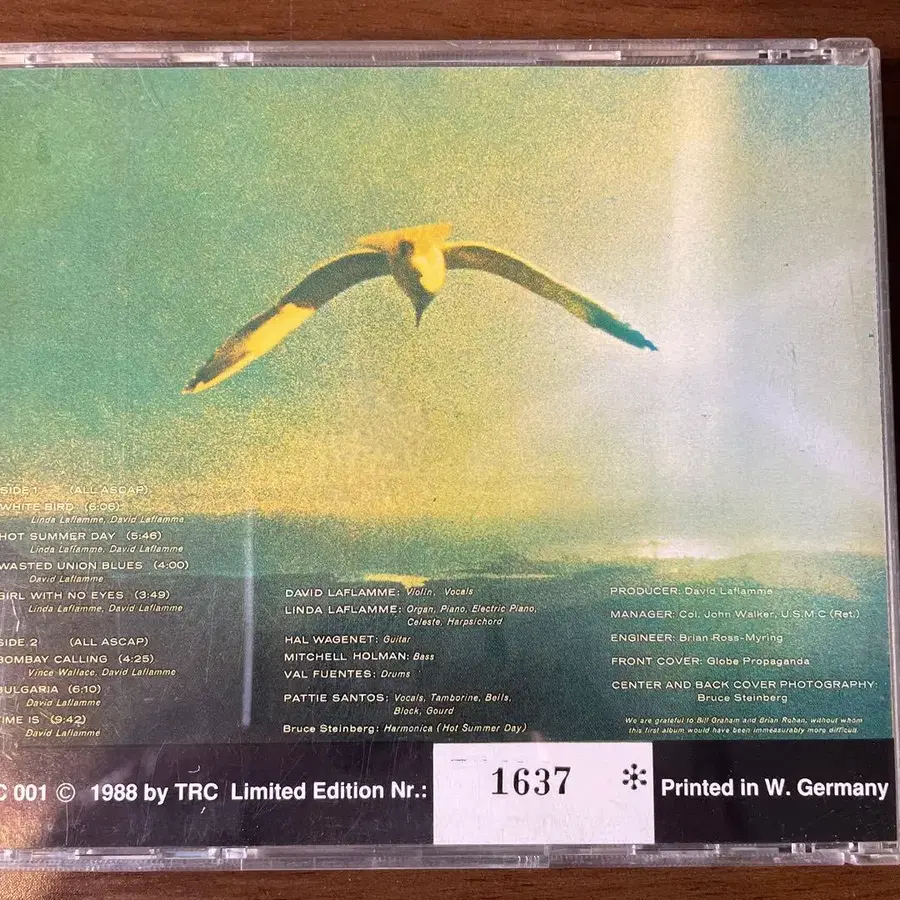 SIDE 1 (ALL ASCAP)
WHITE BIRD (6:06)
Linda Laflamme, David Laflamme
HOT SUMMER DAY (5:46)
Linda Laflamme, David Laflamme
WASTED UNION BLUES (4:00)
David Laflamme
GIRL WITH NO EYES (3:49)
Linda Laflamme, David Laflamme
SIDE 2 (ALL ASCAP)
BOMBAY CALLING (4:25)
Vince Wallace, David Laflamme
BULGARIA (6:10)
David Laflamme
TIME IS (9:42)
David Laflamme
DAVID LAFLAMME: Violin, Vocals
LINDA LAFLAMME: Organ, Piano, Electric Piano,
Celeste, Harpsichord
HAL WAGENET: Guitar
MITCHELL HOLMAN: Bass
VAL FUENTES: Drums
PATTIE SANTOS: Vocals, Tamborine, Bells,
Block, Gourd
Bruce Steinberg: Harmonica (Hot Summer Day)
PRODUCER: David Laflamme
MANAGER: Col. John Walker, U.S.M.C (Ret.)
ENGINEER: Brian Ross-Myring
FRONT COVER: Globe Propaganda
CENTER AND BACK COVER PHOTOGRAPHY:
Bruce Steinberg
We are grateful to Bill Graham and Brian Rohan, without whom
this first album would have been immeasurably more difficult.
C 001 © 1988 by TRC Limited Edition Nr.: 1637 * Printed in W. Germany